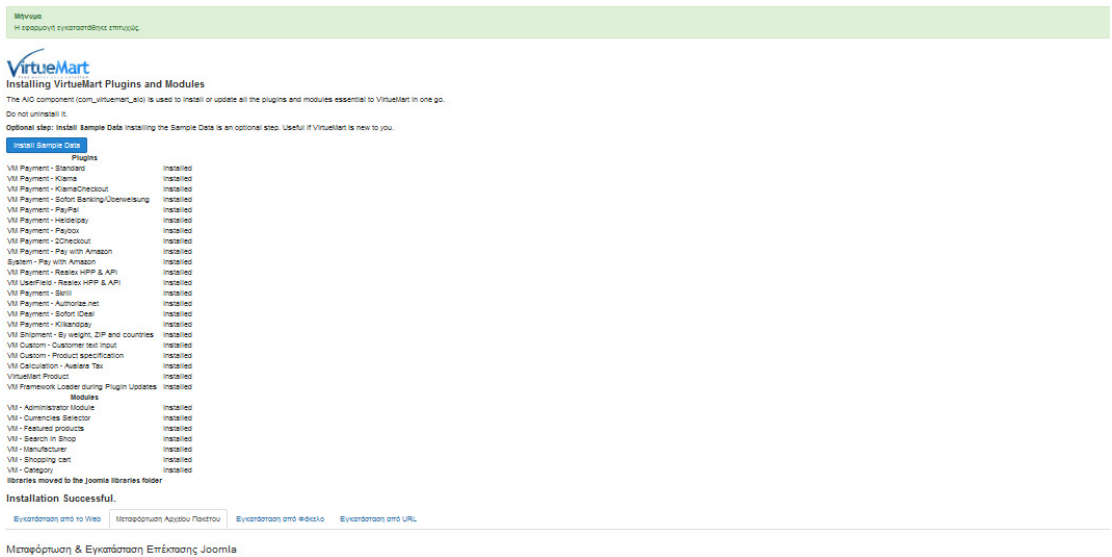 Μήνυμα
Η εφαρμογή εγκαταστάθηκε επιτυχώς.
VirtueMart
Installing VirtueMart Plugins and Modules
The AIO component (com_virtuemart_aio) is used to install or update all the plugins and modules essential to VirtueMart in one go.
Do not uninstall it.
Optional step: Install Sample Data Installing the Sample Data is an optional step. Useful if VirtueMart is new to you.
Install Sample Data
Plugins
VM Payment - Standard Installed
VM Payment - Klarna Installed
VM Payment - KlarnaCheckout Installed
VM Payment - Sofort Banking/Überweisung Installed
VM Payment - PayPal Installed
VM Payment - Heidelpay Installed
VM Payment - Paybox Installed
VM Payment - 2Checkout Installed
VM Payment - Pay with Amazon Installed
System - Pay with Amazon Installed
VM Payment - Realex HPP & API Installed
VM UserField - Realex HPP & API Installed
VM Payment - Skrill Installed
VM Payment - Authorize.net Installed
VM Payment - Sofort iDeal Installed
VM Payment - Klikandpay Installed
VM Shipment - By weight, ZIP and countries Installed
VM Custom - Customer text input Installed
VM Custom - Product specification Installed
VM Calculation - Avalara Tax Installed
VirtueMart Product Installed
VM Framework Loader during Plugin Updates Installed
Modules
VM - Administrator Module Installed
VM - Currencies Selector Installed
VM - Featured products Installed
VM - Search in Shop Installed
VM - Manufacturer Installed
VM - Shopping cart Installed
VM - Category Installed
libraries moved to the joomla libraries folder
Installation Successful.
Εγκατάσταση από το Web Μεταφόρτωση Αρχείου Πακέτου Εγκατάσταση από Φάκελο Εγκατάσταση από URL
Μεταφόρτωση & Εγκατάσταση Επέκτασης Joomla